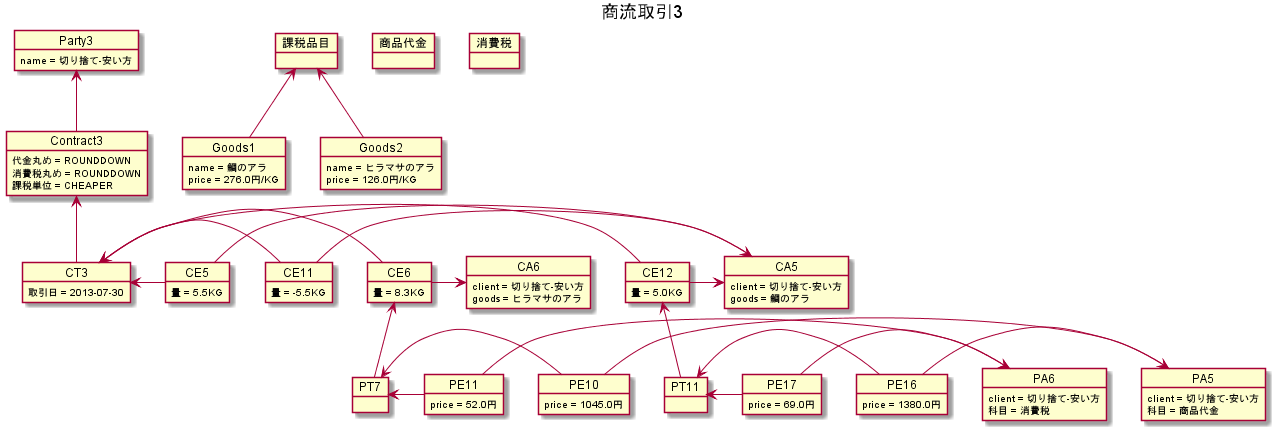 商流取引3
Party3
name = 切り捨て-安い方
課税品目
商品代金
消費税
Contract3
代金丸め = ROUNDDOWN
消費税丸め = ROUNDDOWN
課税単位 = CHEAPER
Goods1
name = 鯛のアラ
price = 276.0円/KG
Goods2
name = ヒラマサのアラ
price = 126.0円/KG
CT3
取引日 = 2013-07-30
CE5
量 = 5.5KG
CE11
量 = -5.5KG
CE6
量 = 8.3KG
CA6
client = 切り捨て-安い方
goods = ヒラマサのアラ
CE12
量 = 5.0KG
CA5
client = 切り捨て-安い方
goods = 鯛のアラ
PT7
PE11
price = 52.0円
PE10
price = 1045.0円
PT11
PE17
price = 69.0円
PE16
price = 1380.0円
PA6
client = 切り捨て-安い方
科目 = 消費税
PA5
client = 切り捨て-安い方
科目 = 商品代金